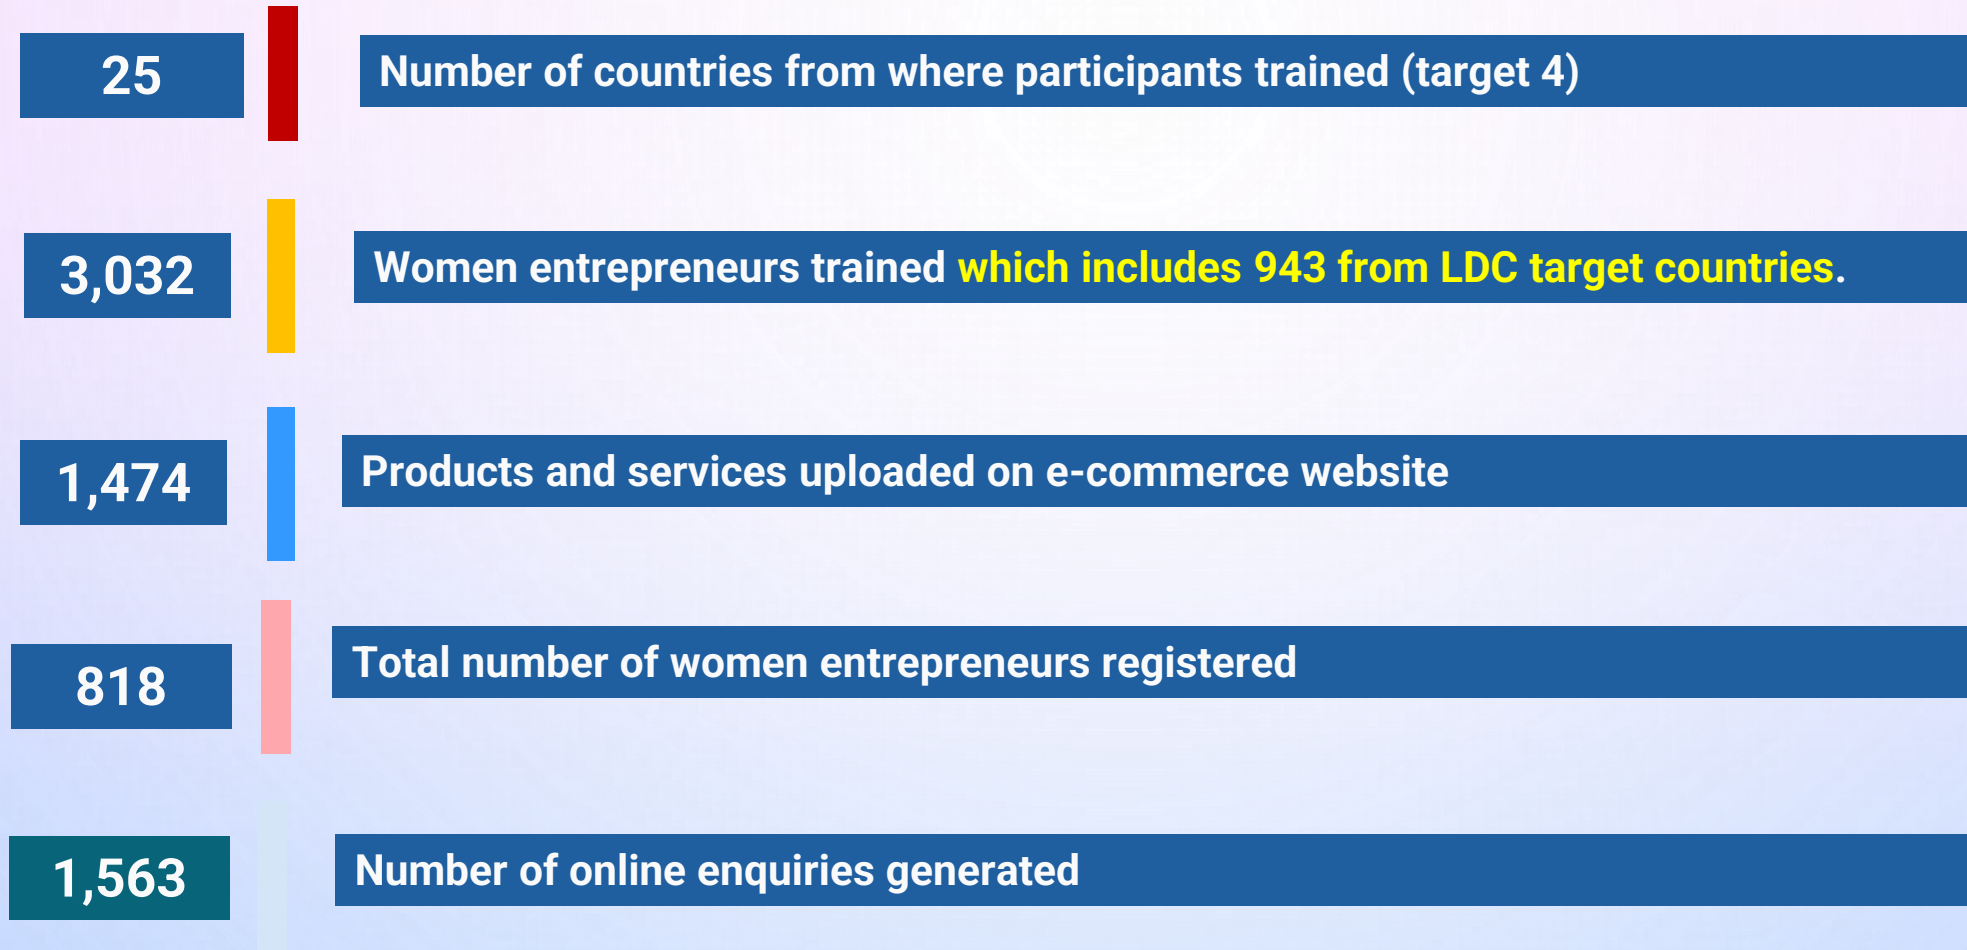 25
Number of countries from where participants trained (target 4)
3,032
Women entrepreneurs trained which includes 943 from LDC target countries.
1,474
Products and services uploaded on e-commerce website
818
Total number of women entrepreneurs registered
1,563
Number of online enquiries generated